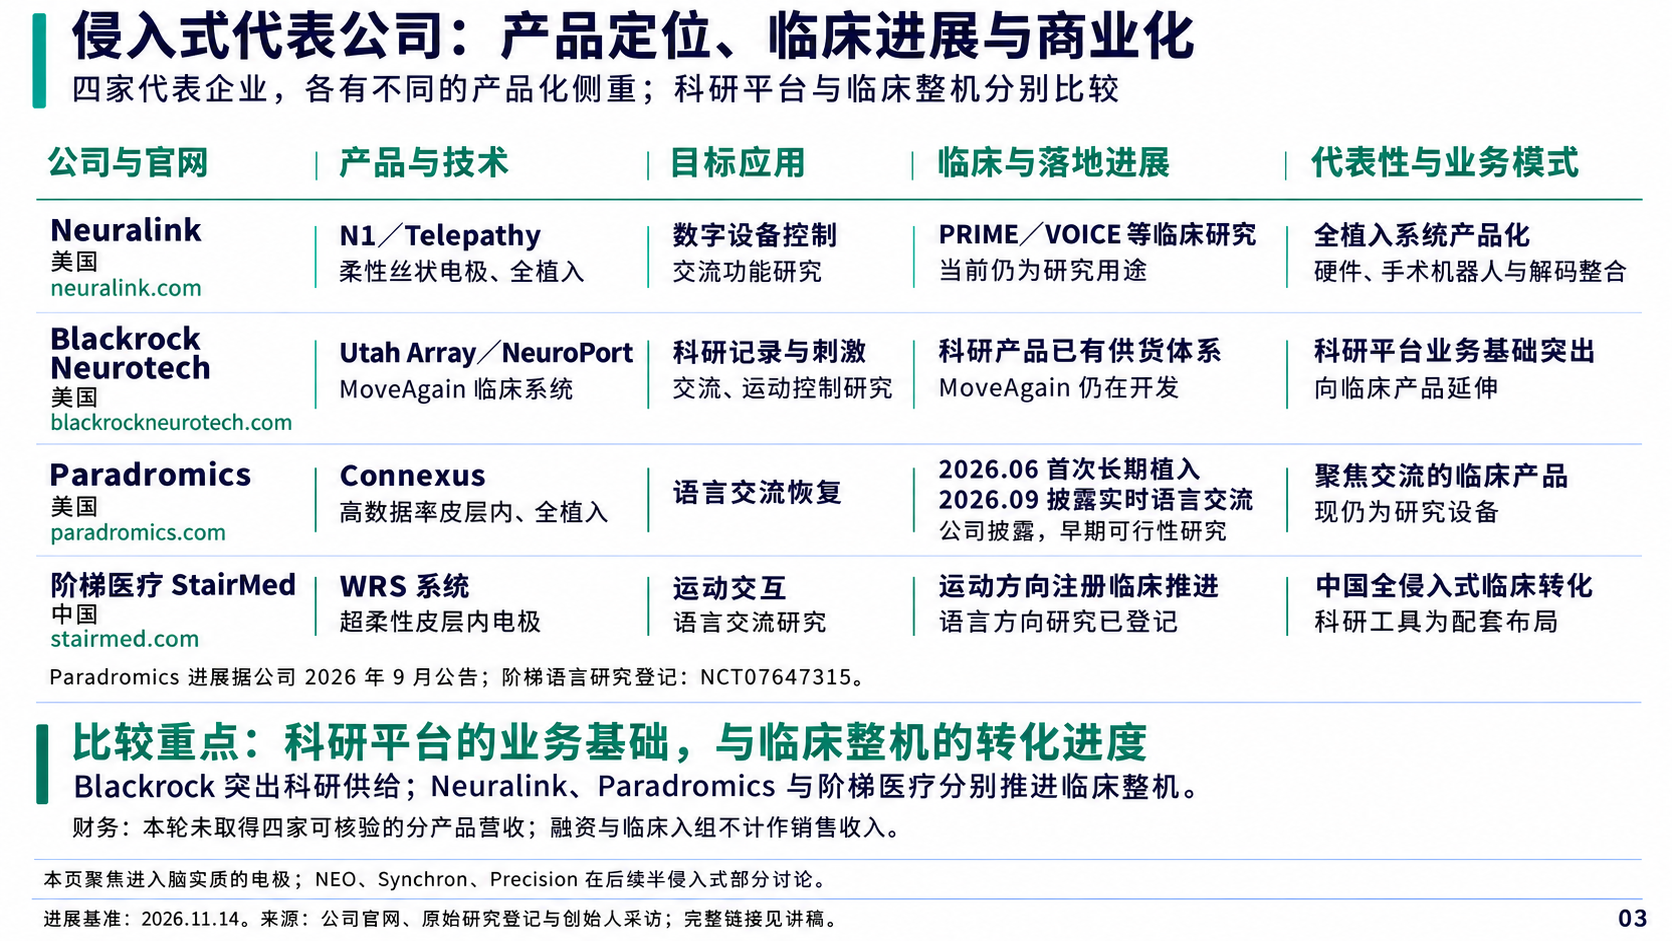 侵入式代表公司：产品定位、临床进展与商业化
四家代表企业，各有不同的产品化侧重；科研平台与临床整机分别比较
公司与官网
产品与技术
目标应用
临床与落地进展
代表性与业务模式
Neuralink
美国
neuralink.com
N1／Telepathy
柔性丝状电极、全植入
数字设备控制
交流功能研究
PRIME／VOICE 等临床研究
当前仍为研究用途
全植入系统产品化
硬件、手术机器人与解码整合
Blackrock
Neurotech
美国
blackrockneurotech.com
Utah Array／NeuroPort
MoveAgain 临床系统
科研记录与刺激
交流、运动控制研究
科研产品已有供货体系
MoveAgain 仍在开发
科研平台业务基础突出
向临床产品延伸
Paradromics
美国
paradromics.com
Connexus
高数据率皮层内、全植入
语言交流恢复
2026.06 首次长期植入
2026.09 披露实时语言交流
公司披露，早期可行性研究
聚焦交流的临床产品
现仍为研究设备
阶梯医疗 StairMed
中国
stairmed.com
WRS 系统
超柔性皮层内电极
运动交互
语言交流研究
运动方向注册临床推进
语言方向研究已登记
中国全侵入式临床转化
科研工具为配套布局
Paradromics 进展据公司 2026 年 9 月公告；阶梯语言研究登记：NCT07647315。
比较重点：科研平台的业务基础，与临床整机的转化进度
Blackrock 突出科研供给；Neuralink、Paradromics 与阶梯医疗分别推进临床整机。
财务：本轮未取得四家可核验的分产品营收；融资与临床入组不计作销售收入。
本页聚焦进入脑实质的电极；NEO、Synchron、Precision 在后续半侵入式部分讨论。
进展基准：2026.11.14。来源：公司官网、原始研究登记与创始人采访；完整链接见讲稿。
03